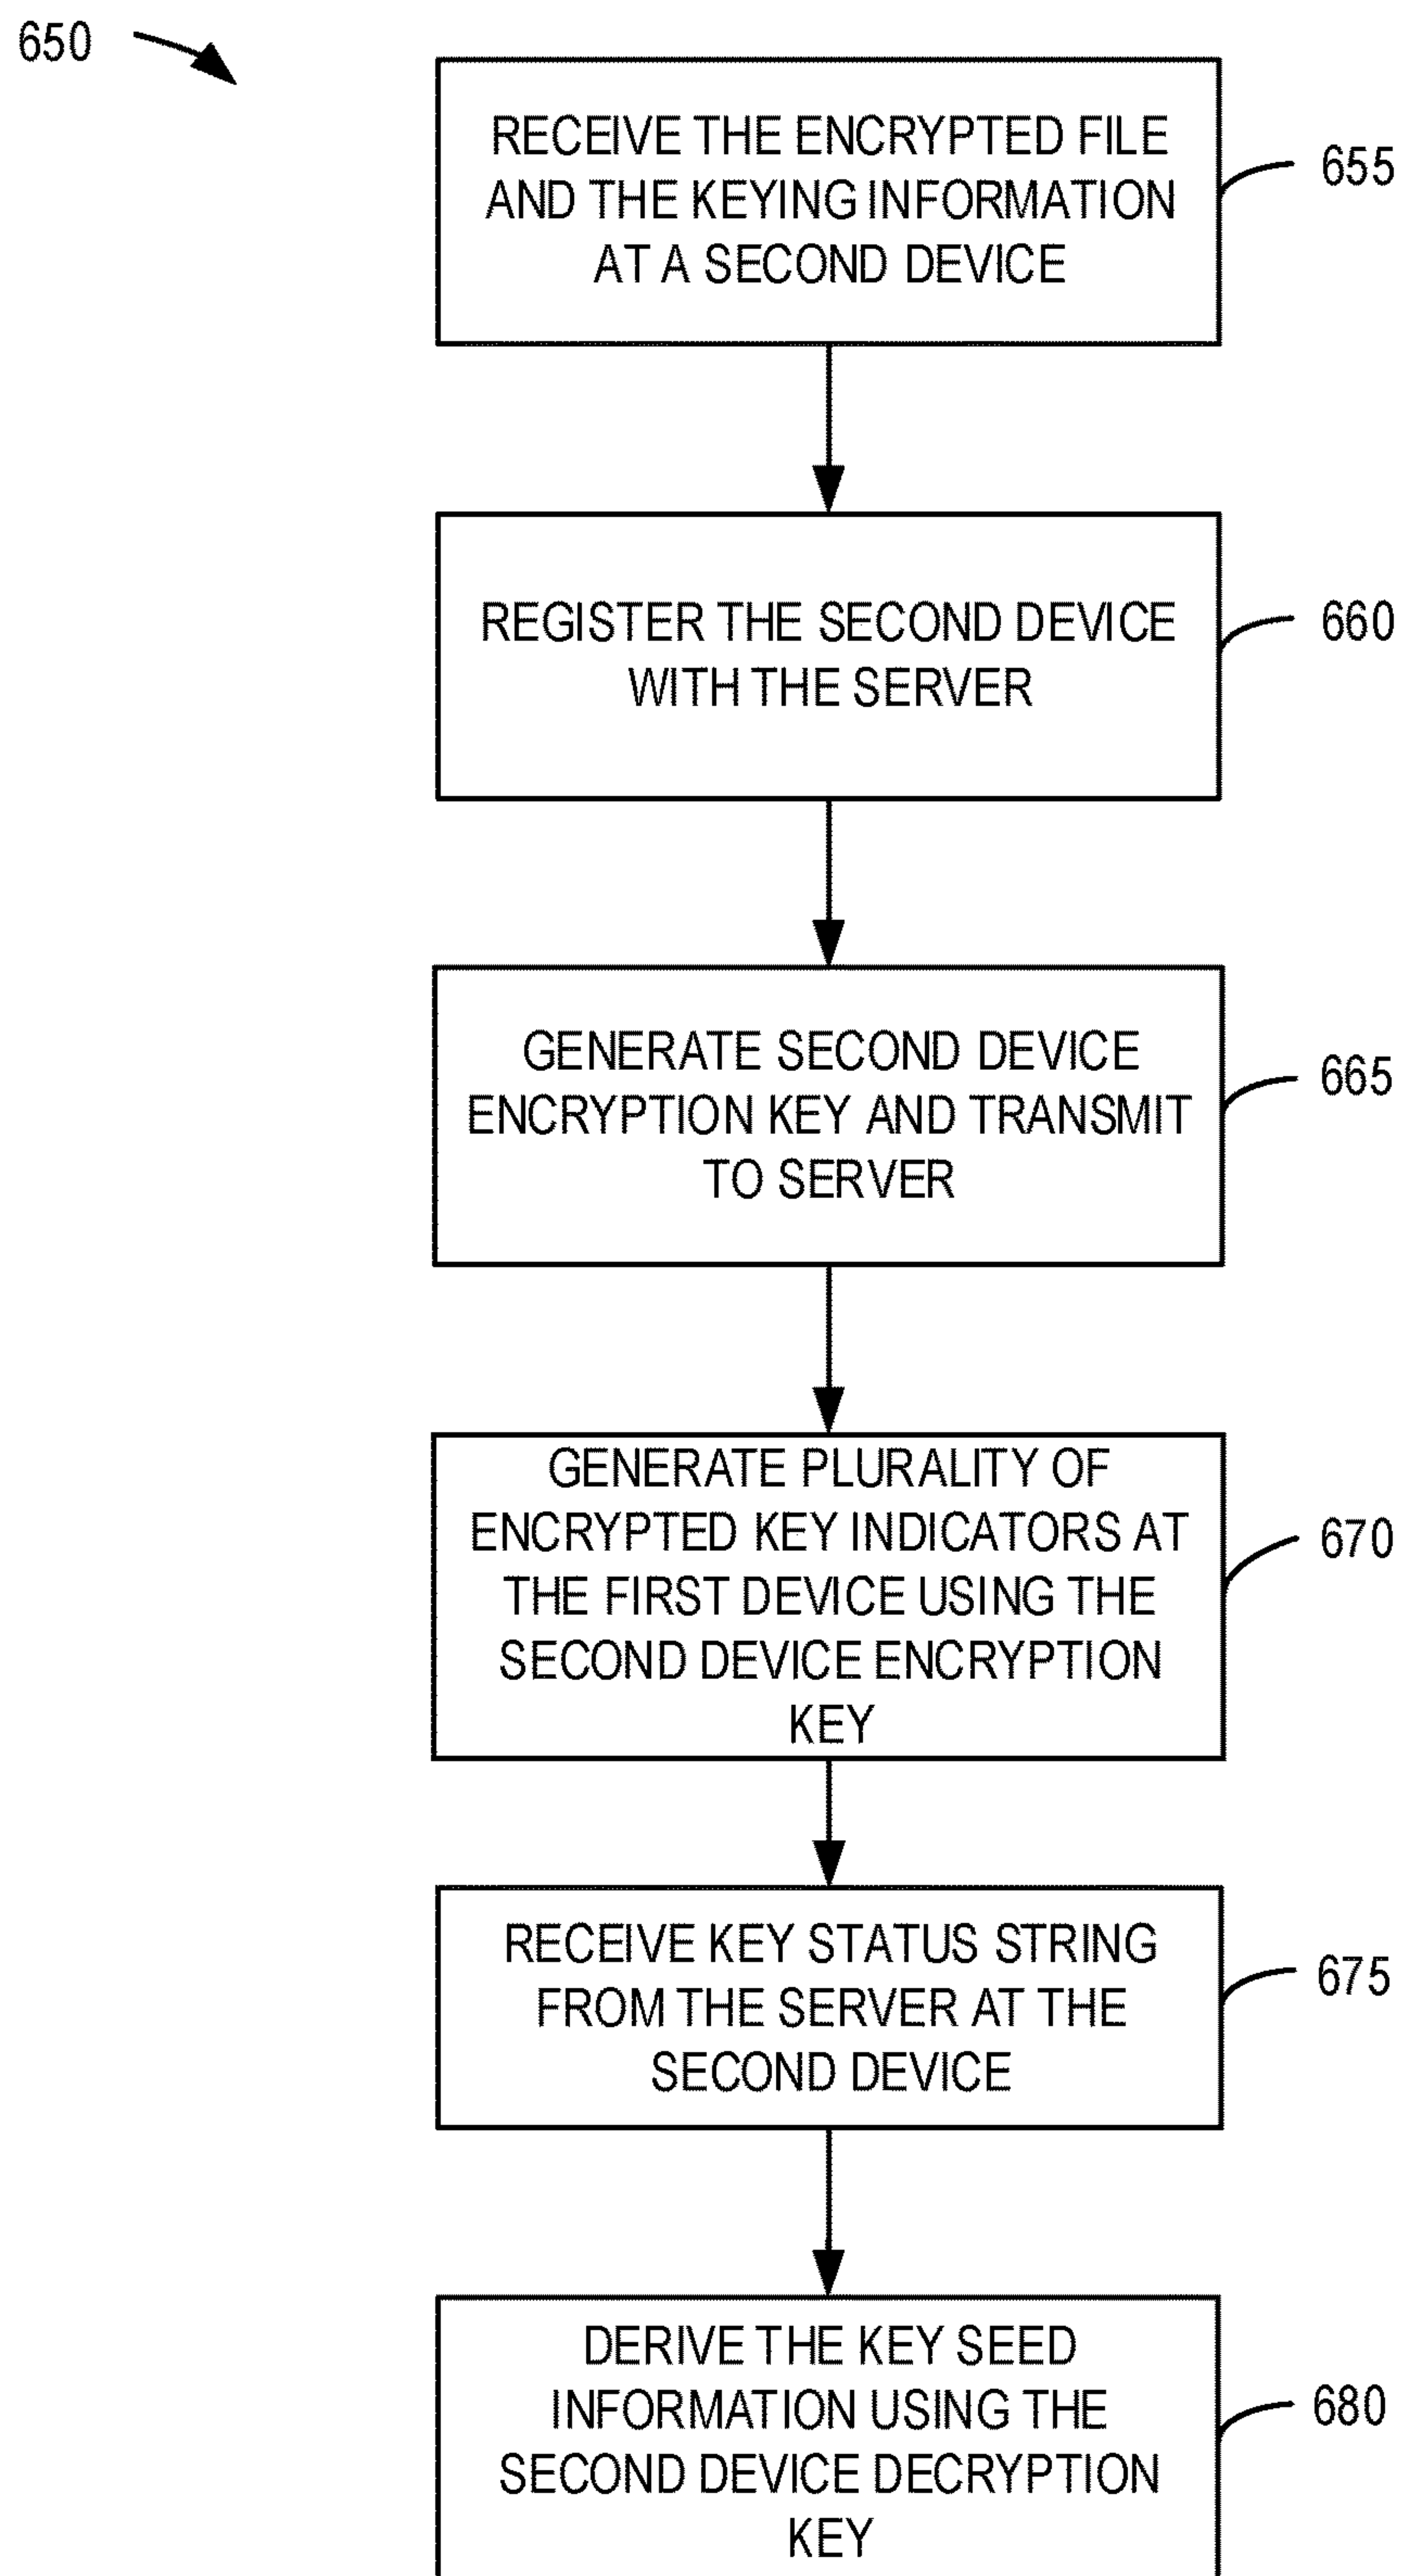 650
RECEIVE THE ENCRYPTED FILE
AND THE KEYING INFORMATION
AT A SECOND DEVICE
655
REGISTER THE SECOND DEVICE
WITH THE SERVER
660
GENERATE SECOND DEVICE
ENCRYPTION KEY AND TRANSMIT
TO SERVER
665
GENERATE PLURALITY OF
ENCRYPTED KEY INDICATORS AT
THE FIRST DEVICE USING THE
SECOND DEVICE ENCRYPTION
KEY
670
RECEIVE KEY STATUS STRING
FROM THE SERVER AT THE
SECOND DEVICE
675
DERIVE THE KEY SEED
INFORMATION USING THE
SECOND DEVICE DECRYPTION
KEY
680